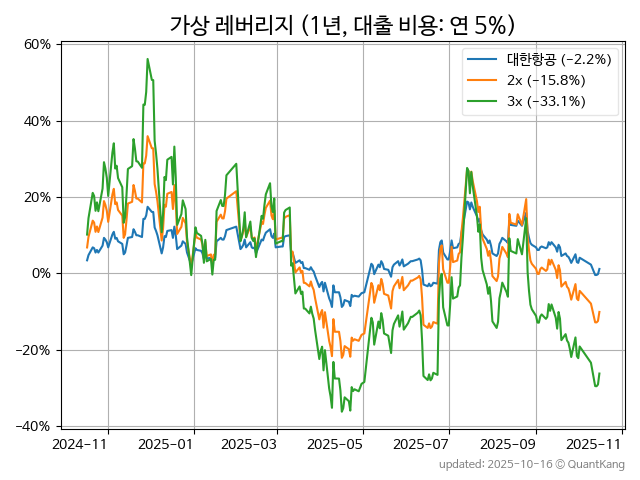 가상 레버리지 (1년, 대출 비용: 연 5%)
대한항공 (−2.2%)
2x (−15.8%)
3x (−33.1%)
60%
40%
20%
0%
−20%
−40%
2024-11 2025-01 2025-03 2025-05 2025-07 2025-09 2025-11
updated: 2025-10-16 © QuantKang